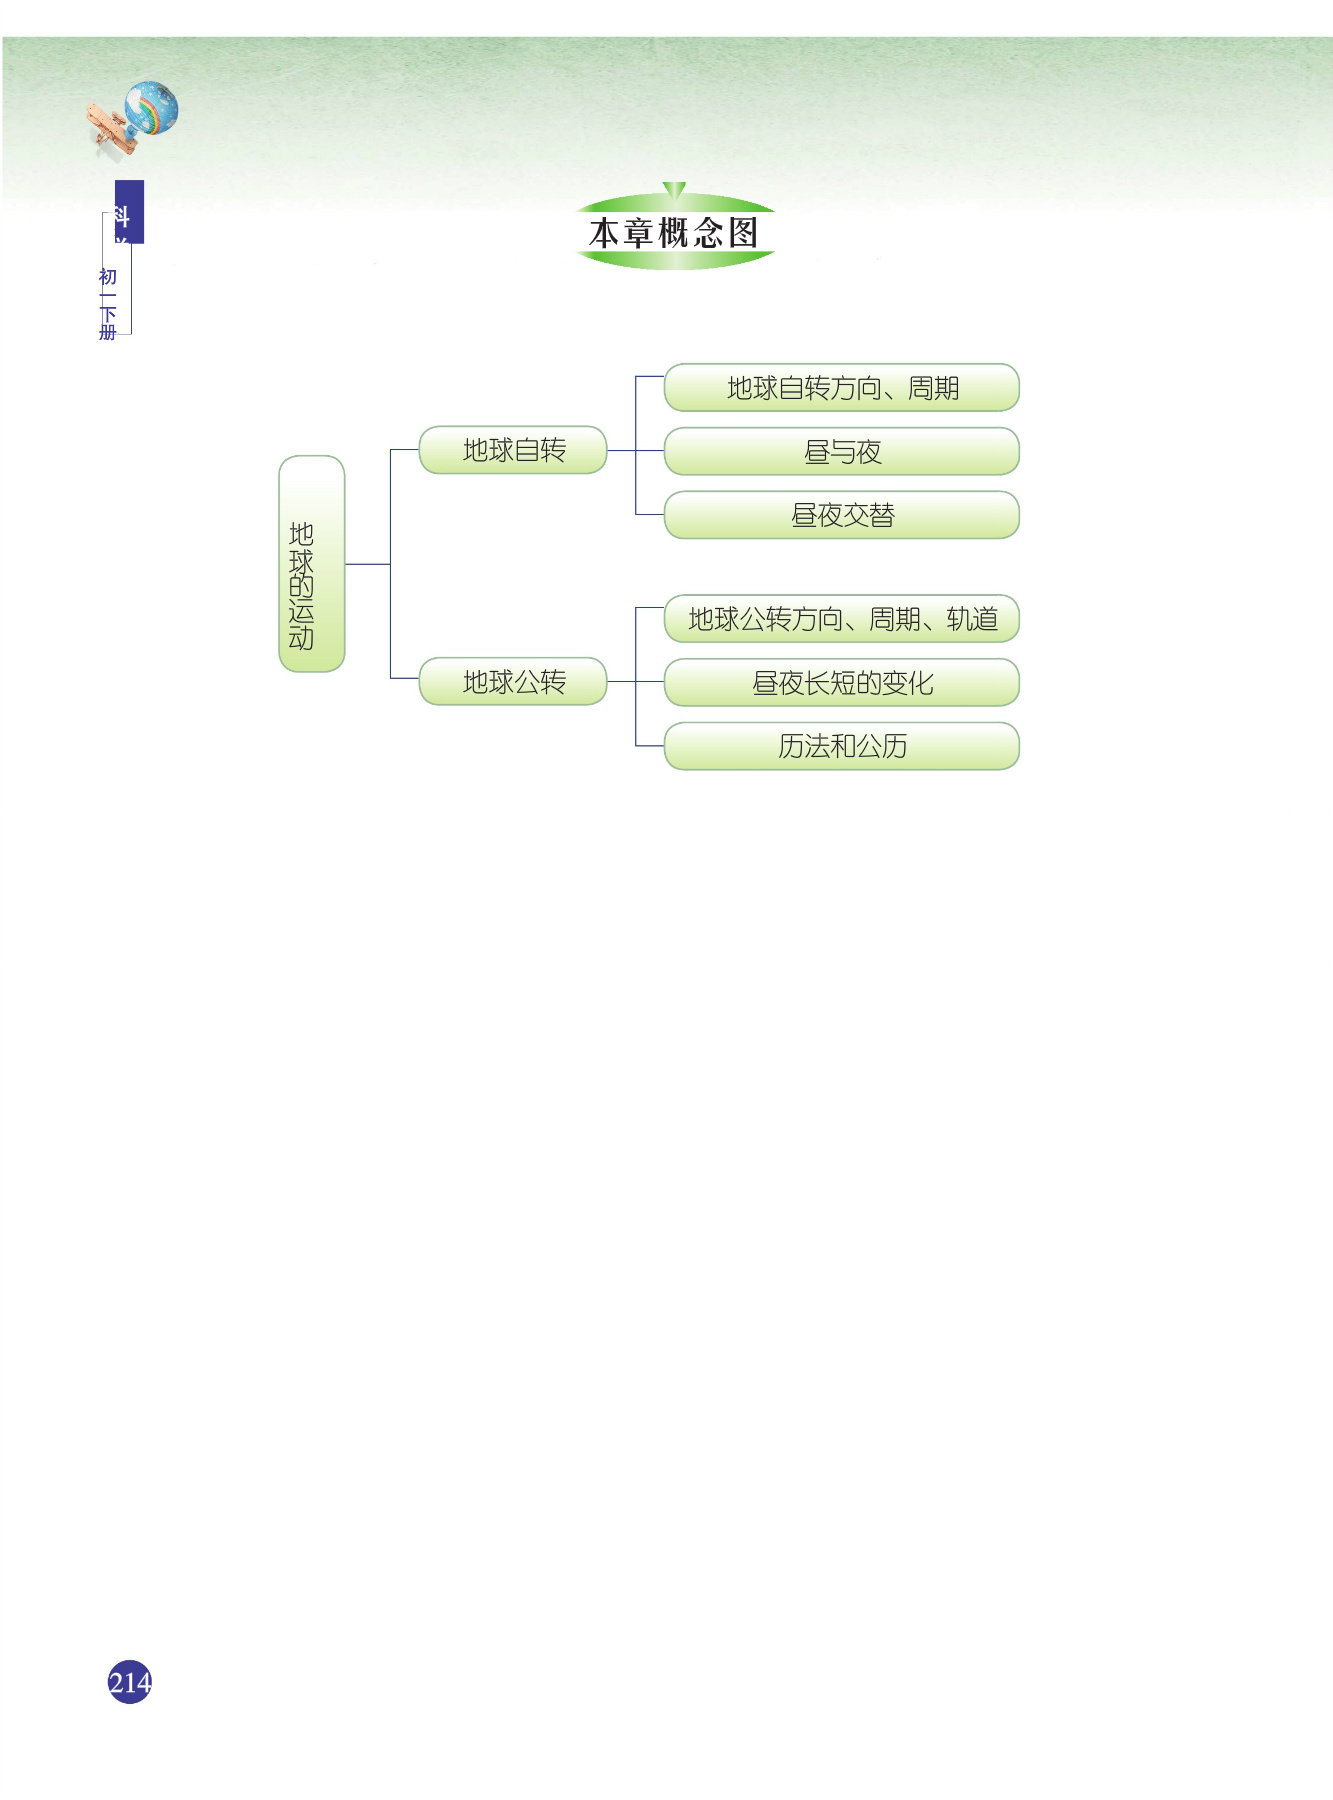 科
初一下册
本章概念图
地球的运动
地球自转
地球自转方向、周期
昼与夜
昼夜交替
地球公转
地球公转方向、周期、轨道
昼夜长短的变化
历法和公历
214